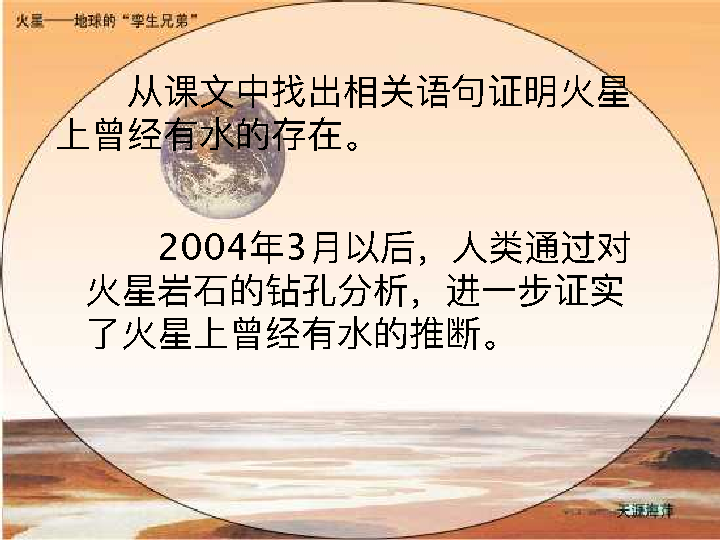 火星——地球的“孪生兄弟”
从课文中找出相关语句证明火星
上曾经有水的存在。
2004年3月以后，人类通过对
火星岩石的钻孔分析，进一步证实
了火星上曾经有水的推断。
天涯海洋